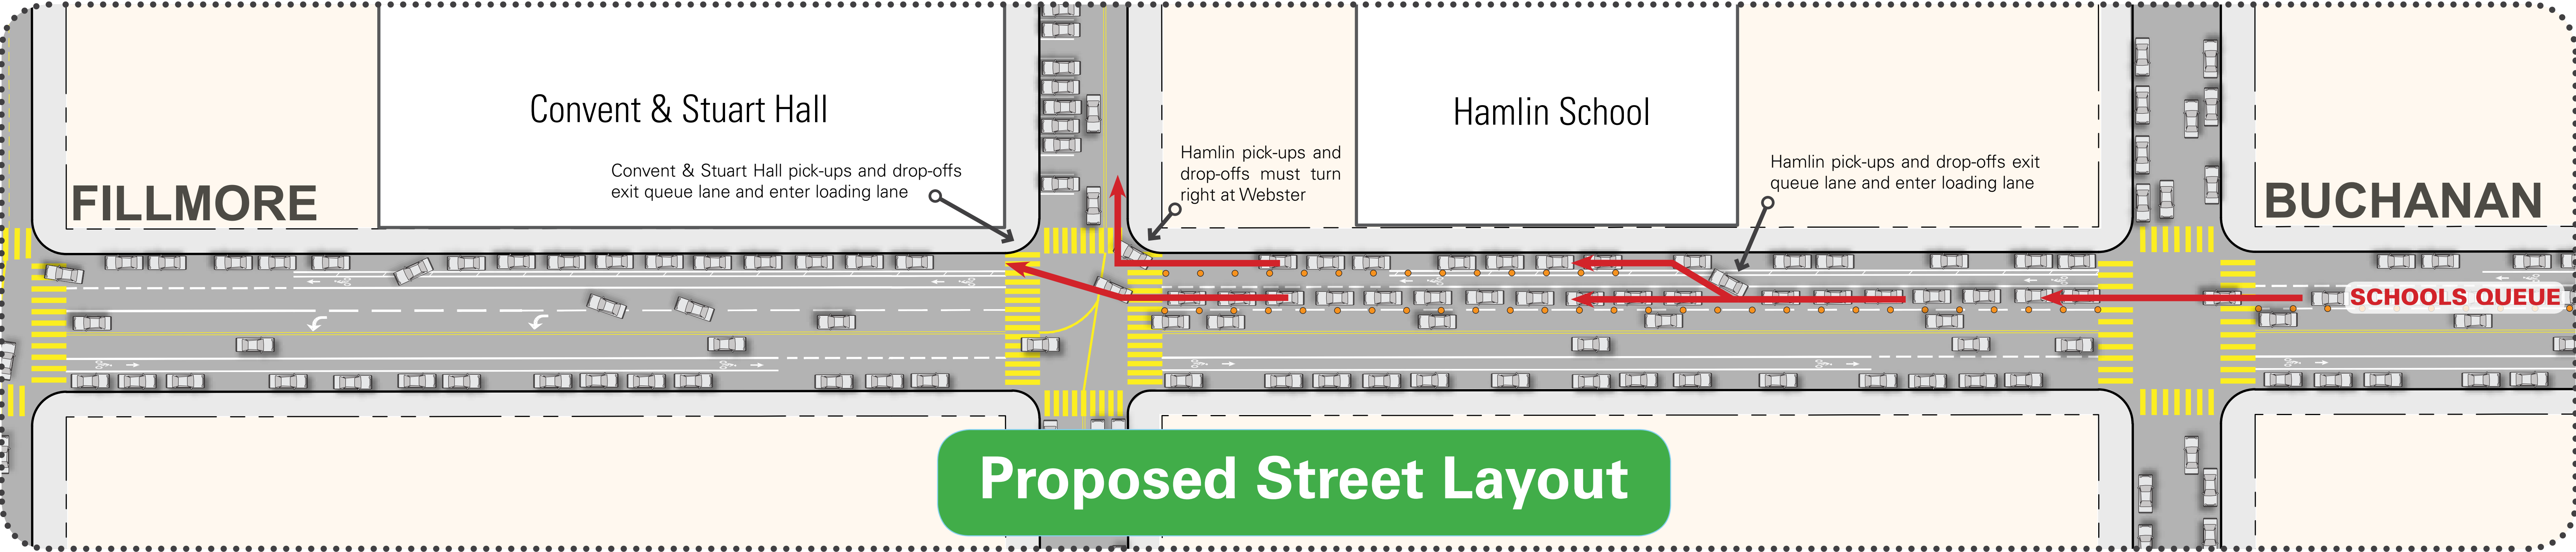 Convent & Stuart Hall
Convent & Stuart Hall pick-ups and drop-offs
exit queue lane and enter loading lane
FILLMORE
Hamlin pick-ups and
drop-offs must turn
right at Webster
Hamlin School
Hamlin pick-ups and drop-offs exit
queue lane and enter loading lane
BUCHANAN
SCHOOLS QUEUE
Proposed Street Layout